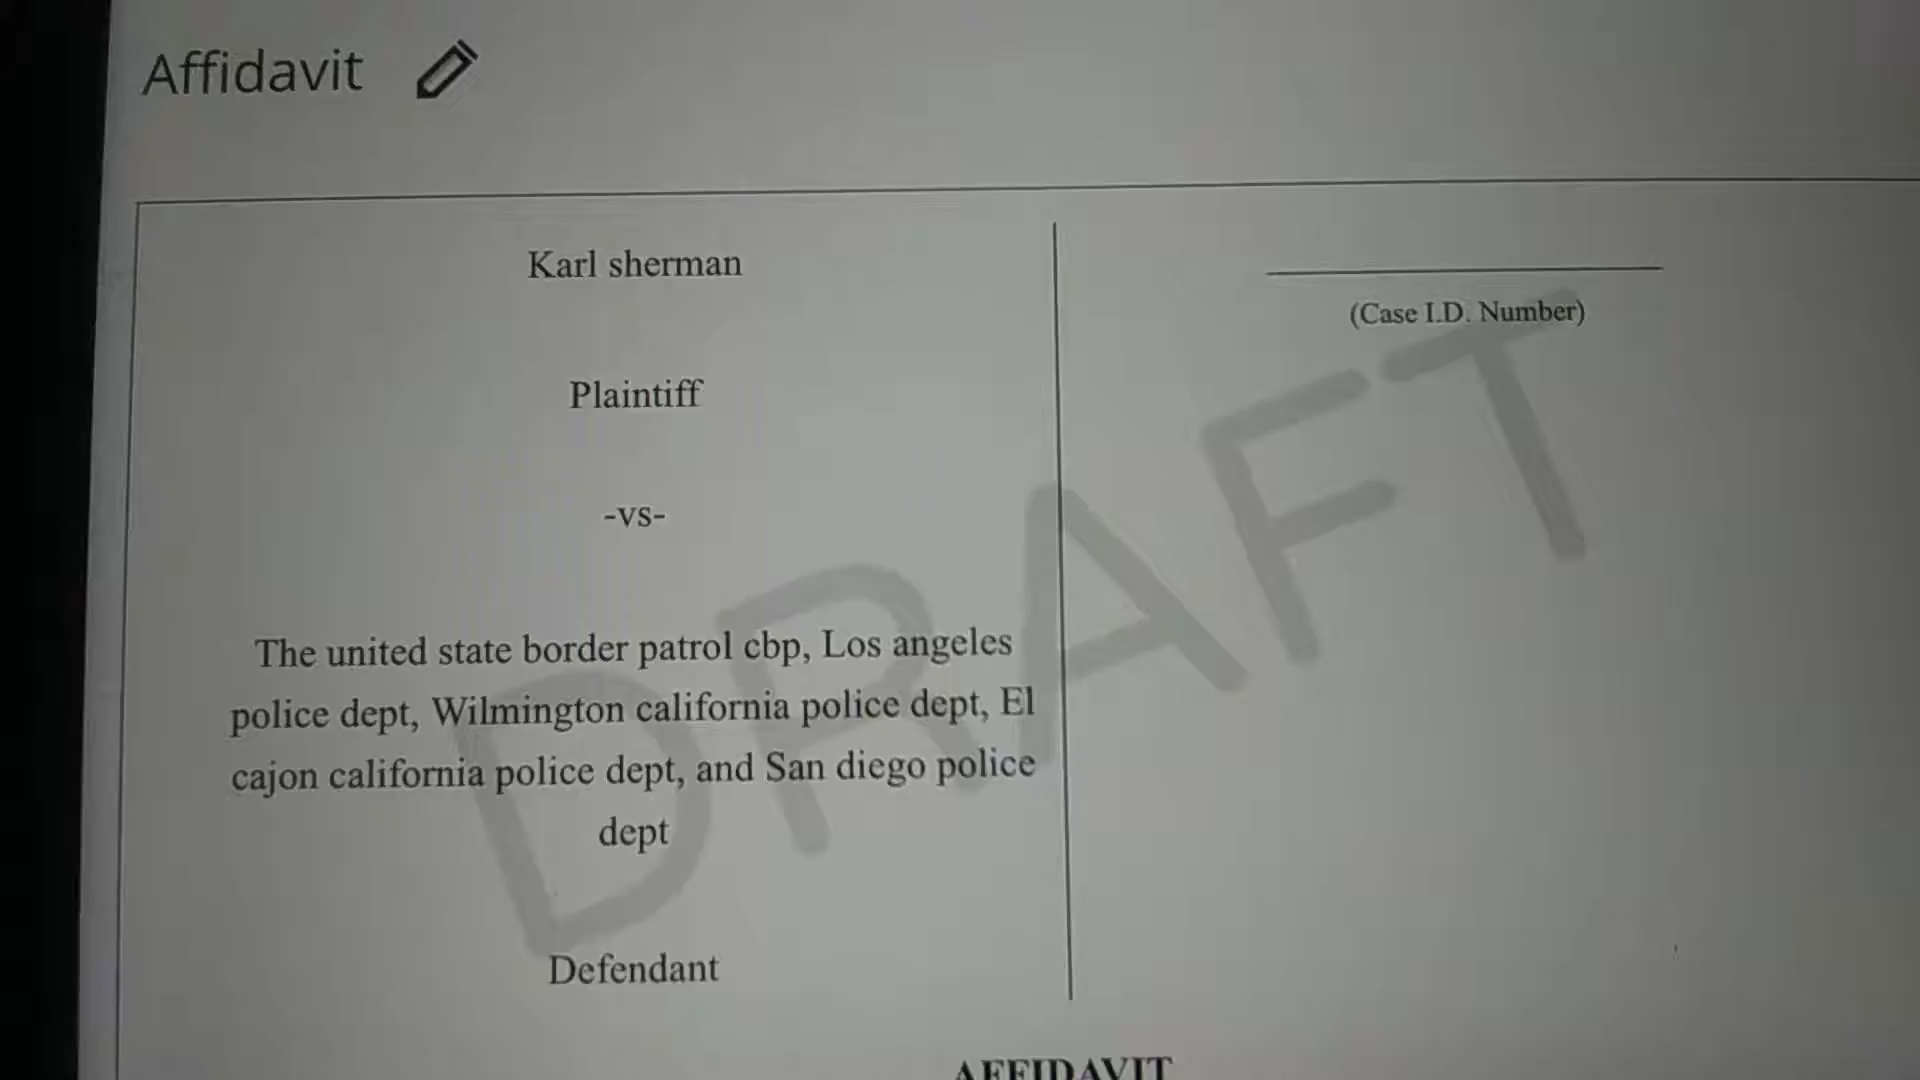 Affidavit
Karl sherman
(Case I.D. Number)
Plaintiff
-vs-
The united state border patrol cbp, Los angeles
police dept, Wilmington california police dept, El
cajon california police dept, and San diego police
dept
Defendant
DRAFT
AFFIDAVIT